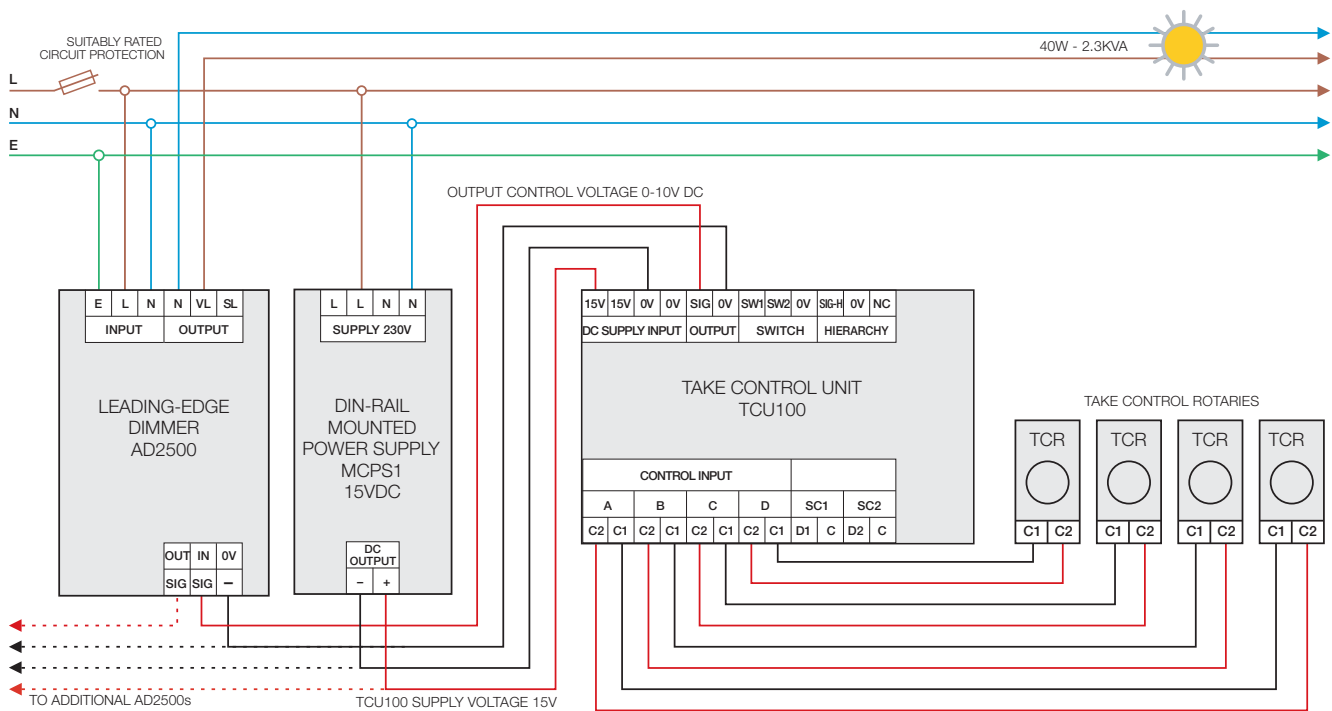 SUITABLY RATED
CIRCUIT PROTECTION
40W - 2.3KVA
L
N
E
OUTPUT CONTROL VOLTAGE 0-10V DC
E L N N VL SL
INPUT OUTPUT
LEADING-EDGE
DIMMER
AD2500
OUT IN 0V
SIG SIG –
L L N N
SUPPLY 230V
DIN-RAIL
MOUNTED
POWER SUPPLY
MCPS1
15VDC
DC
OUTPUT
– +
15V 15V 0V 0V SIG 0V SW1 SW2 0V SIG-H 0V NC
DC SUPPLY INPUT OUTPUT SWITCH HIERARCHY
TAKE CONTROL UNIT
TCU100
CONTROL INPUT
A B C D SC1 SC2
C2 C1 C2 C1 C2 C1 C2 C1 D1 C D2 C
TAKE CONTROL ROTARIES
TCR TCR TCR TCR
C1 C2 C1 C2 C1 C2 C1 C2
TO ADDITIONAL AD2500s
TCU100 SUPPLY VOLTAGE 15V